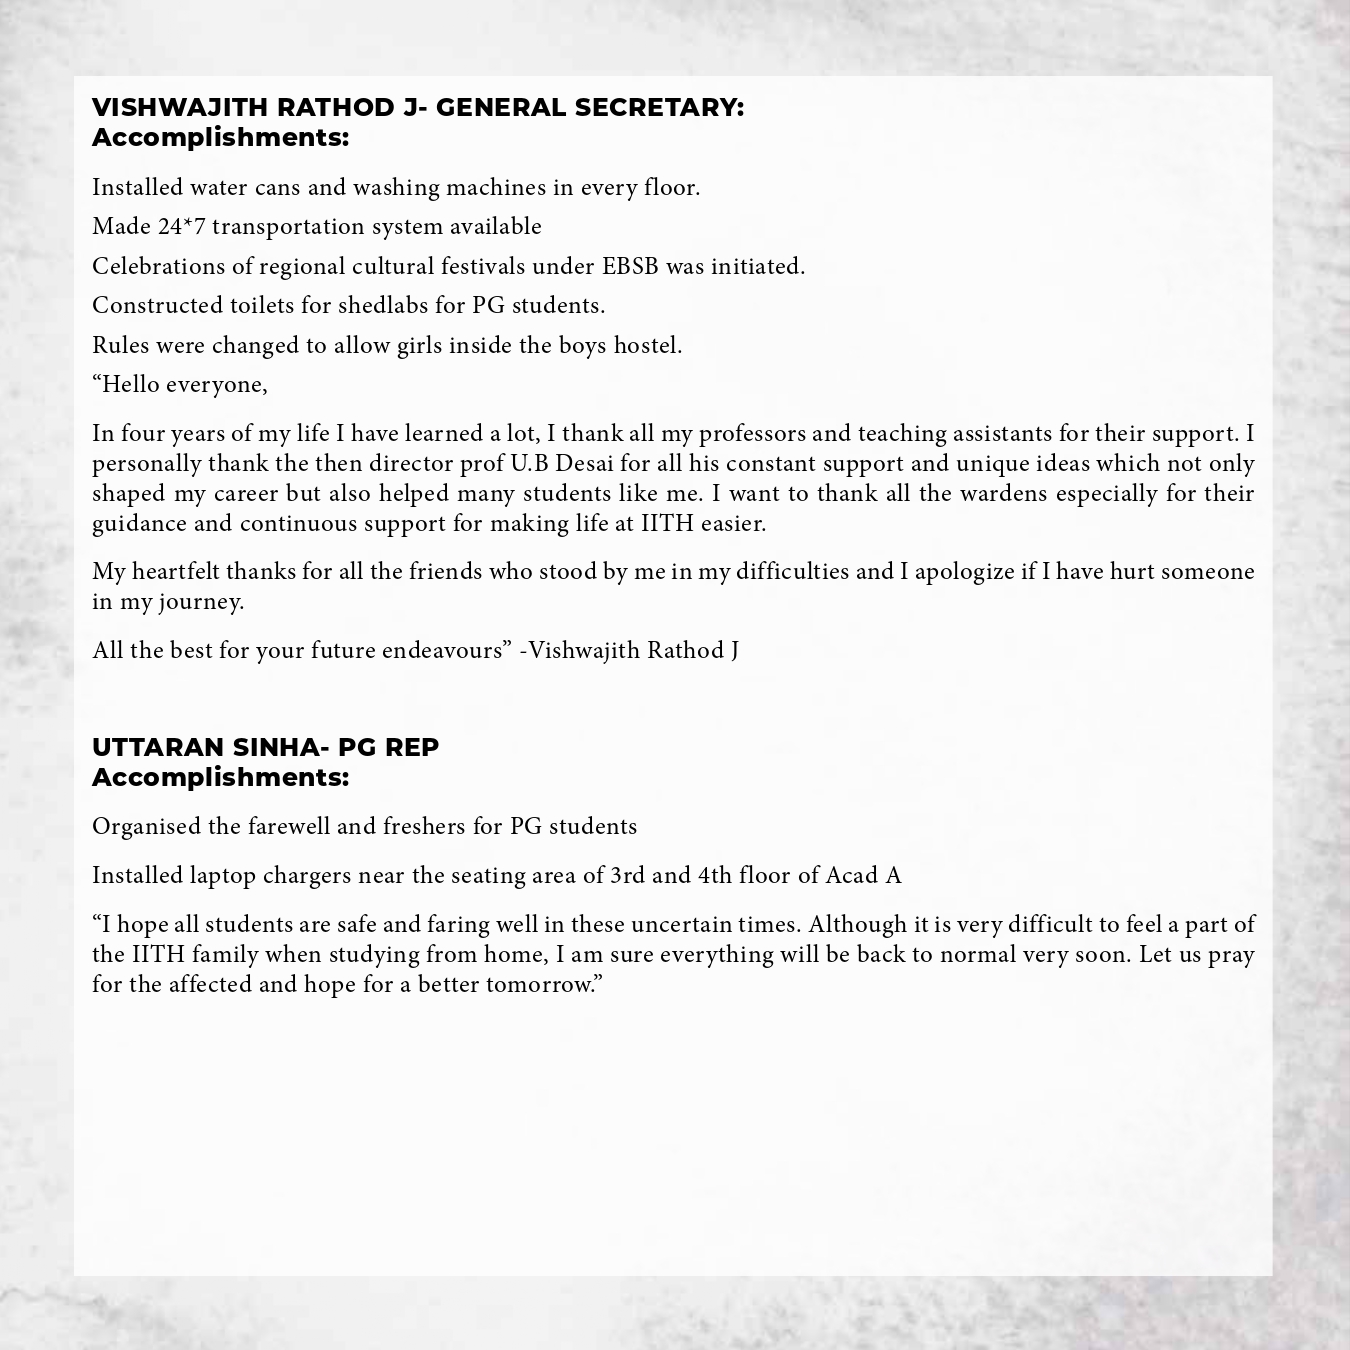 VISHWAJITH RATHOD J- GENERAL SECRETARY:
Accomplishments:
Installed water cans and washing machines in every floor.
Made 24*7 transportation system available
Celebrations of regional cultural festivals under EBSB was initiated.
Constructed toilets for shedlabs for PG students.
Rules were changed to allow girls inside the boys hostel.
“Hello everyone,
In four years of my life I have learned a lot, I thank all my professors and teaching assistants for their support. I
personally thank the then director prof U.B Desai for all his constant support and unique ideas which not only
shaped my career but also helped many students like me. I want to thank all the wardens especially for their
guidance and continuous support for making life at IITH easier.
My heartfelt thanks for all the friends who stood by me in my difficulties and I apologize if I have hurt someone
in my journey.
All the best for your future endeavours” -Vishwajith Rathod J
UTTARAN SINHA- PG REP
Accomplishments:
Organised the farewell and freshers for PG students
Installed laptop chargers near the seating area of 3rd and 4th floor of Acad A
“I hope all students are safe and faring well in these uncertain times. Although it is very difficult to feel a part of
the IITH family when studying from home, I am sure everything will be back to normal very soon. Let us pray
for the affected and hope for a better tomorrow.”